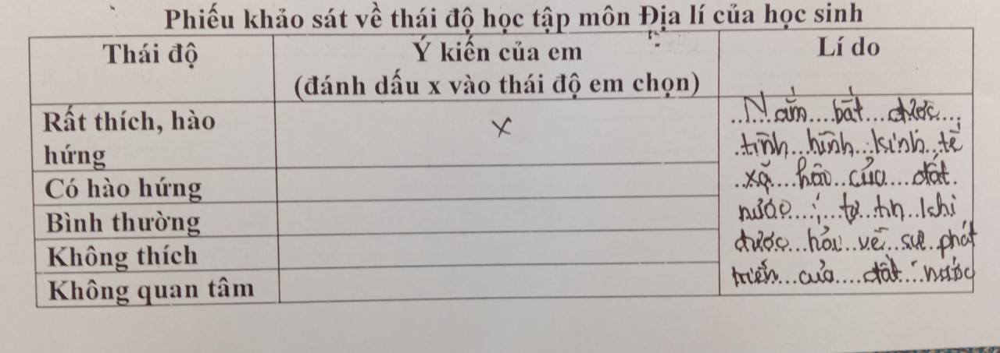 Phiếu khảo sát về thái độ học tập môn Địa lí của học sinh
Thái độ
Ý kiến của em
(đánh dấu x vào thái độ em chọn)
Lí do
Rất thích, hào
hứng
x
Có hào hứng
Bình thường
Không thích
Không quan tâm
Nắm bắt được
tình hình kinh tế
xã hội của đất
nước ; tự tin khi
được hỏi về sự phát
triển của đất nước